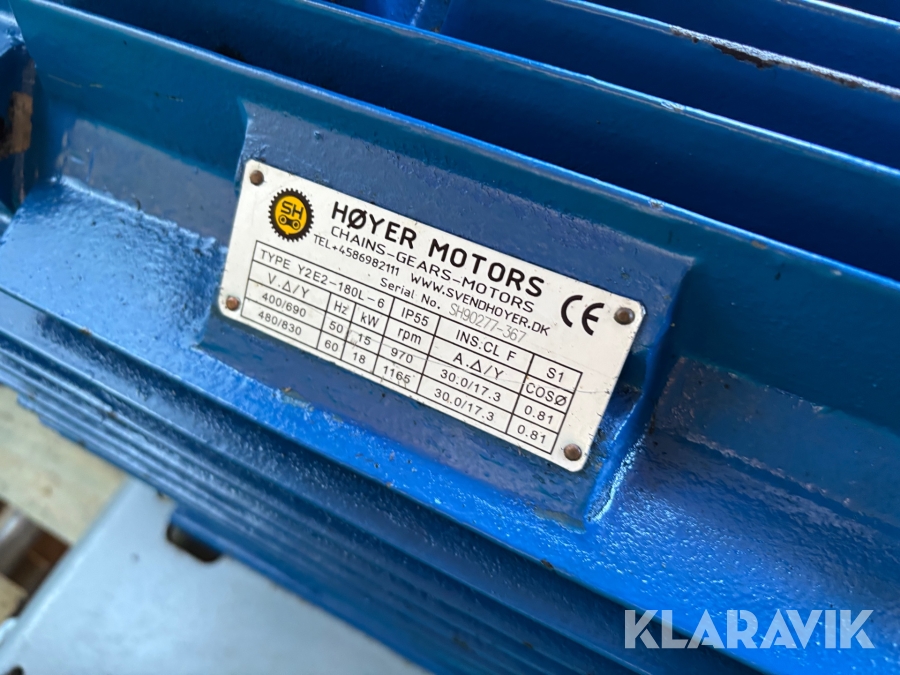 SH
HØYER MOTORS
CHAINS-GEARS-MOTORS
TEL+4586982111 WWW.SVENDHOYER.DK
Serial No. SH90277-367
TYPE Y2E2-180L-6 IP55 INS.CL F S1
V.Δ/Y Hz kW rpm A.Δ/Y COSØ
400/690 50 15 970 30.0/17.3 0.81
480/830 60 18 1165 30.0/17.3 0.81
CE
KLARAVIK